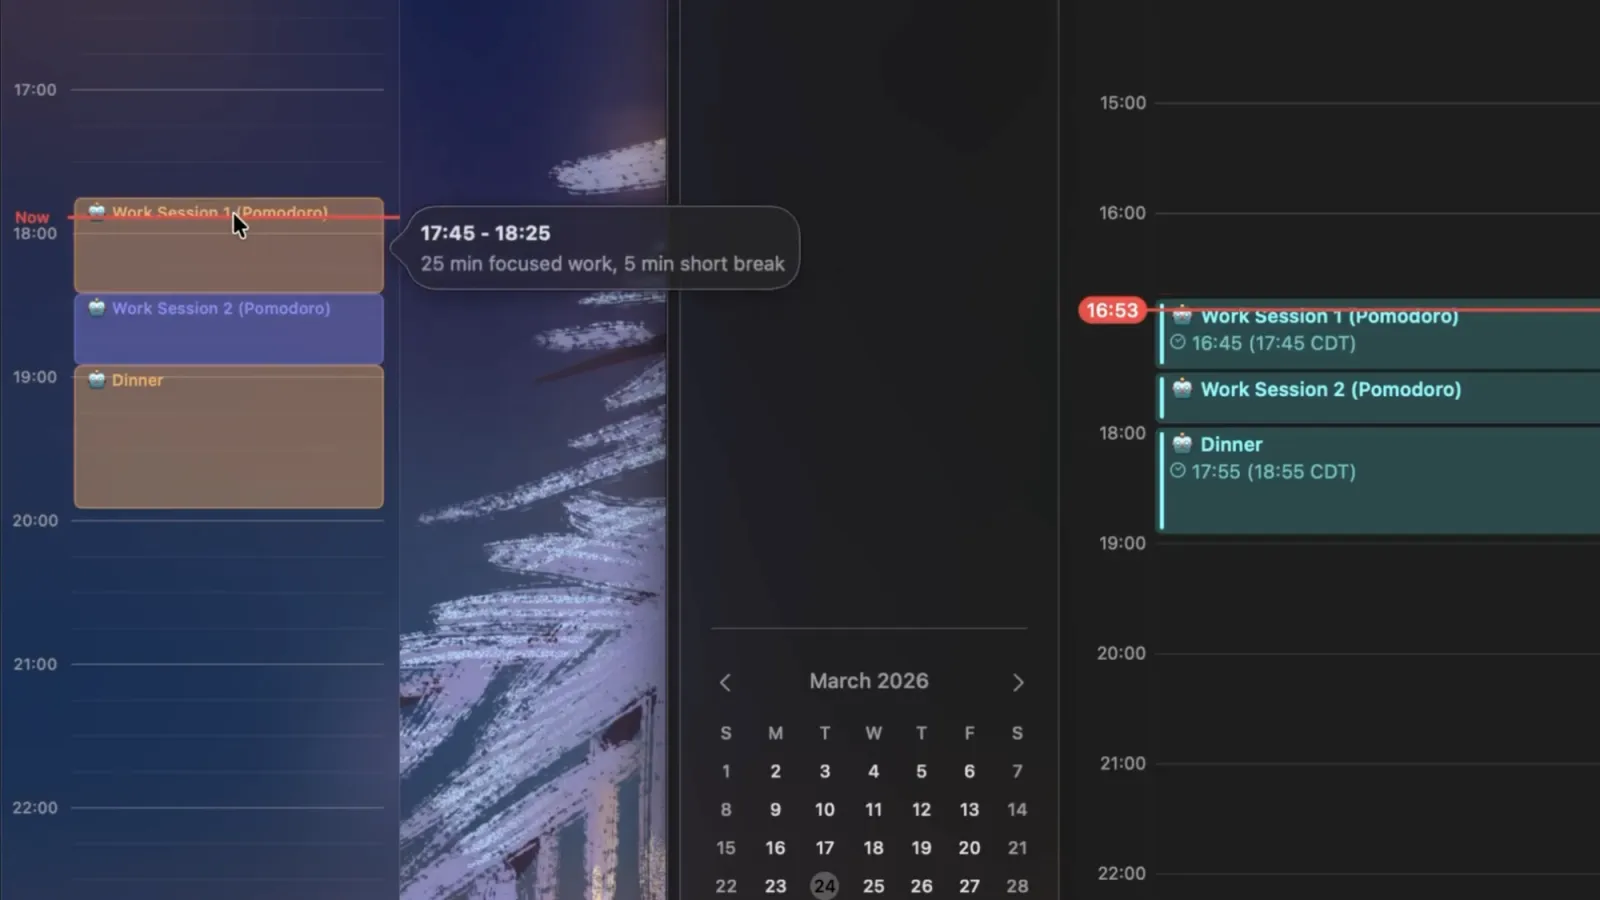 17:00
Now
18:00
Work Session 1 (Pomodoro)
Work Session 2 (Pomodoro)
19:00
Dinner
20:00
21:00
22:00
17:45 - 18:25
25 min focused work, 5 min short break
March 2026
S M T W T F S
1 2 3 4 5 6 7
8 9 10 11 12 13 14
15 16 17 18 19 20 21
22 23 24 25 26 27 28
15:00
16:00
16:53
Work Session 1 (Pomodoro)
16:45 (17:45 CDT)
Work Session 2 (Pomodoro)
18:00
Dinner
17:55 (18:55 CDT)
19:00
20:00
21:00
22:00